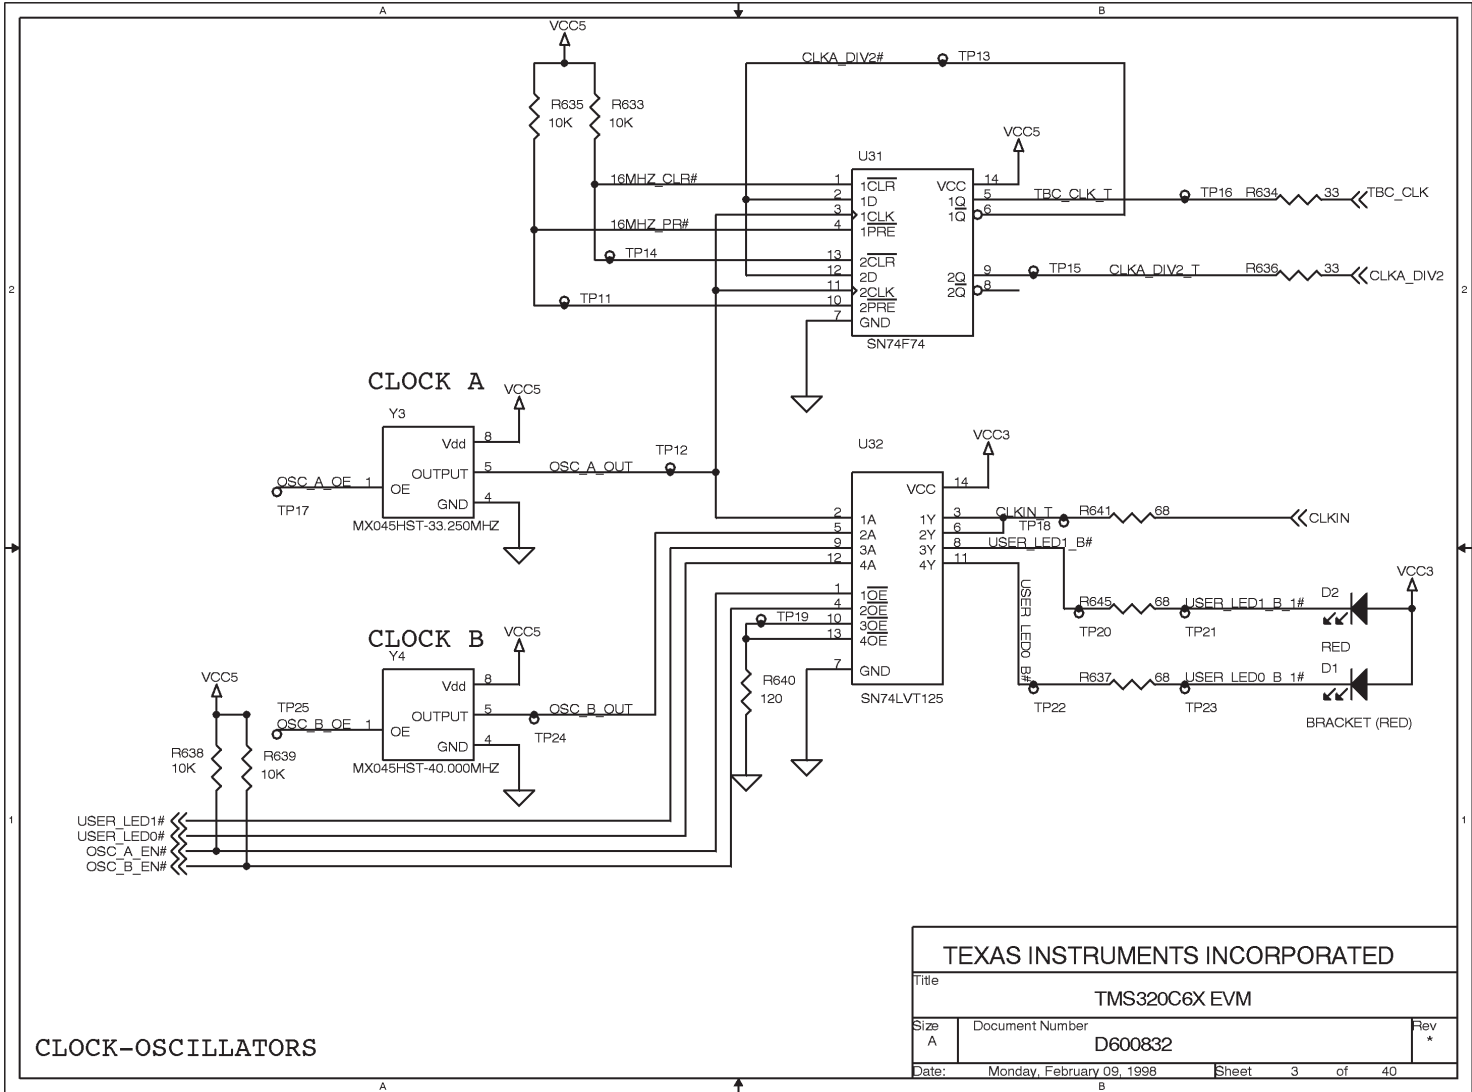 A
B
VCC5
CLKA_DIV2#
TP13
R635
10K
R633
10K
VCC5
U31
16MHZ_CLR#
1
1CLR
VCC
14
2
1D
1Q
5
TBC_CLK_T
TP16
R634
33
TBC_CLK
3
1CLK
1Q
6
16MHZ_PR#
4
1PRE
TP14
13
2CLR
12
2D
2Q
9
TP15
CLKA_DIV2_T
R636
33
CLKA_DIV2
11
2CLK
2Q
8
TP11
10
2PRE
7
GND
SN74F74
2
2
CLOCK A
VCC5
Y3
Vdd
8
OUTPUT
5
OSC_A_OUT
TP12
OSC_A_OE
1
OE
TP17
GND
4
MX045HST-33.250MHZ
U32
VCC3
VCC
14
2
1A
1Y
3
CLKIN_T
TP18
R641
68
CLKIN
5
2A
2Y
6
9
3A
3Y
8
USER_LED1_B#
12
4A
4Y
11
1
1OE
4
2OE
TP19
10
3OE
13
4OE
7
GND
SN74LVT125
R640
120
USER_LED0_B#
R645
68
USER_LED1_B_1#
TP20
TP21
D2
RED
VCC3
R637
68
USER_LED0_B_1#
TP22
TP23
D1
BRACKET (RED)
CLOCK B
VCC5
Y4
Vdd
8
OUTPUT
5
OSC_B_OUT
TP24
TP25
OSC_B_OE
1
OE
GND
4
MX045HST-40.000MHZ
VCC5
R638
10K
R639
10K
1
1
USER_LED1#
USER_LED0#
OSC_A_EN#
OSC_B_EN#
TEXAS INSTRUMENTS INCORPORATED
Title
TMS320C6X EVM
Size
A
Document Number
D600832
Rev
*
Date:
Monday, February 09, 1998
Sheet
3
of
40
CLOCK-OSCILLATORS
A
B